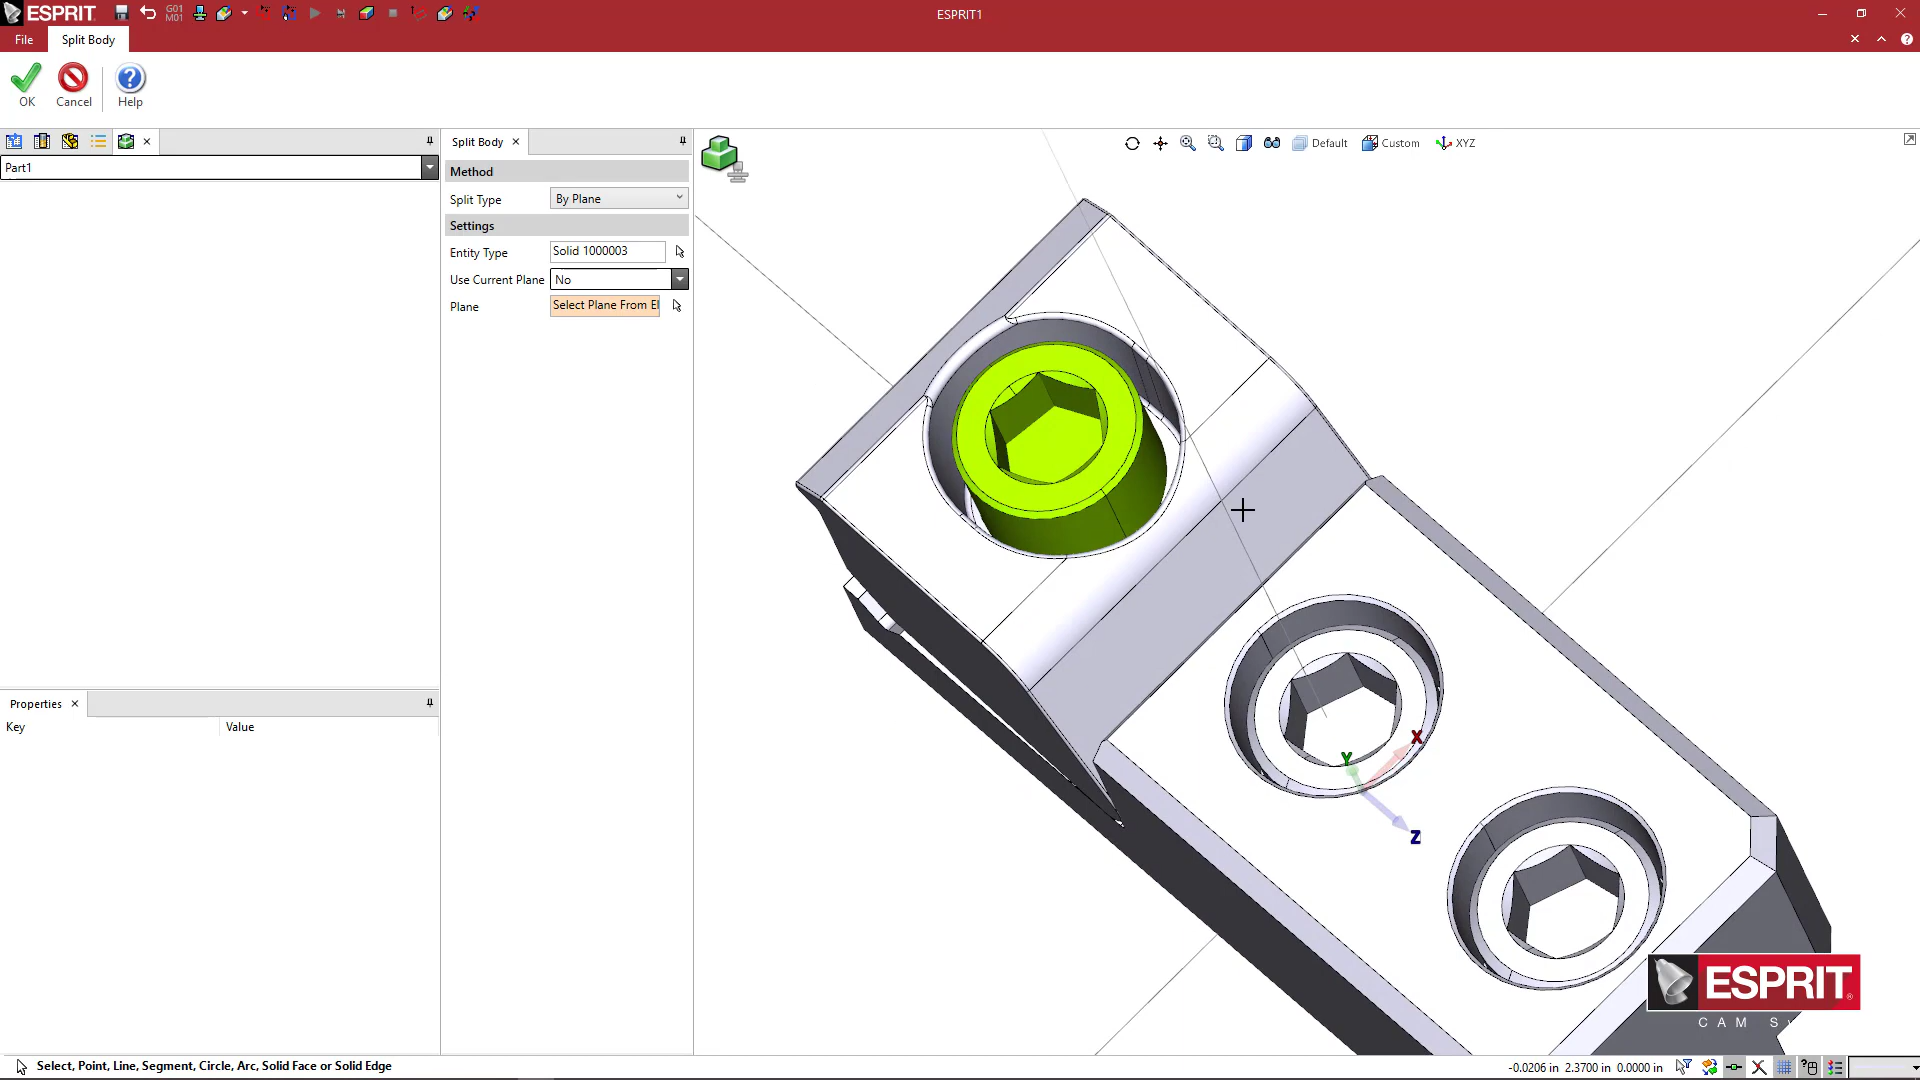 ESPRIT
G01
M01
ESPRIT1
File
Split Body
OK
Cancel
Help
Part1
Split Body
Method
Split Type
By Plane
Settings
Entity Type
Solid 1000003
Use Current Plane
No
Plane
Select Plane From El
Default
Custom
XYZ
Properties
Key
Value
X
Y
Z
ESPRIT
CAM S
Select, Point, Line, Segment, Circle, Arc, Solid Face or Solid Edge
-0.0206 in 2.3700 in 0.0000 in